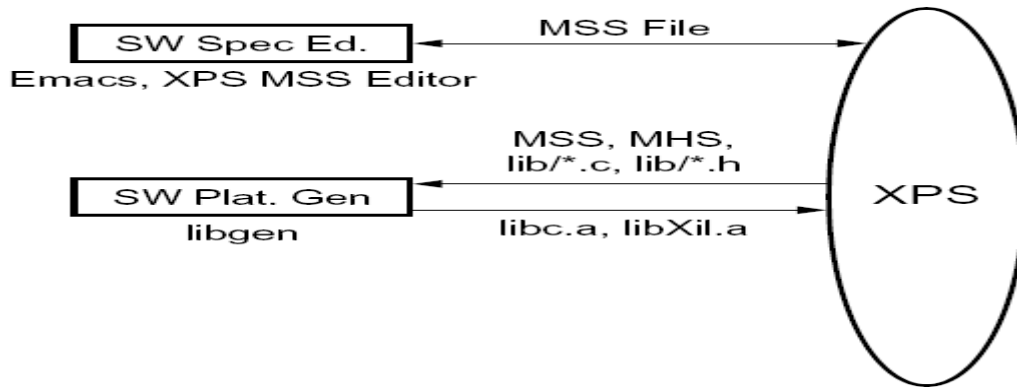 SW Spec Ed.
MSS File
Emacs, XPS MSS Editor
MSS, MHS,
lib/*.c, lib/*.h
SW Plat. Gen
XPS
libgen
libc.a, libXil.a